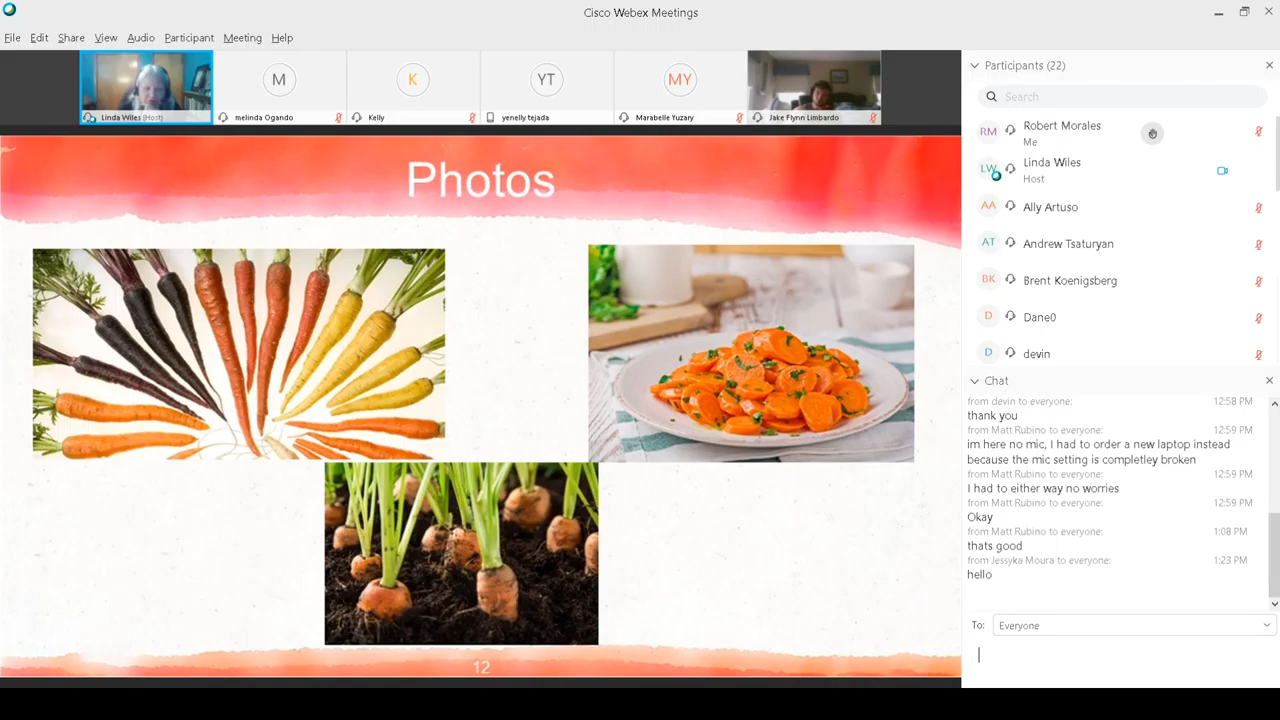 Cisco Webex Meetings
File Edit Share View Audio Participant Meeting Help
M
K
YT
MY
Linda Wiles (Host)
melinda Ogando
Kelly
yenelly tejada
Marabelle Yuzary
Jake Flynn Limbardo
Photos
12
Participants (22)
Search
RM Robert Morales
Me
LW Linda Wiles
Host
AA Ally Artuso
AT Andrew Tsaturyan
BK Brent Koenigsberg
D Dane0
D devin
Chat
from devin to everyone: 12:58 PM
thank you
from Matt Rubino to everyone: 12:59 PM
im here no mic, I had to order a new laptop instead
because the mic setting is completley broken
from Matt Rubino to everyone: 12:59 PM
I had to either way no worries
from Matt Rubino to everyone: 12:59 PM
Okay
from Matt Rubino to everyone: 1:08 PM
thats good
from Jessyka Moura to everyone: 1:23 PM
hello
To: Everyone